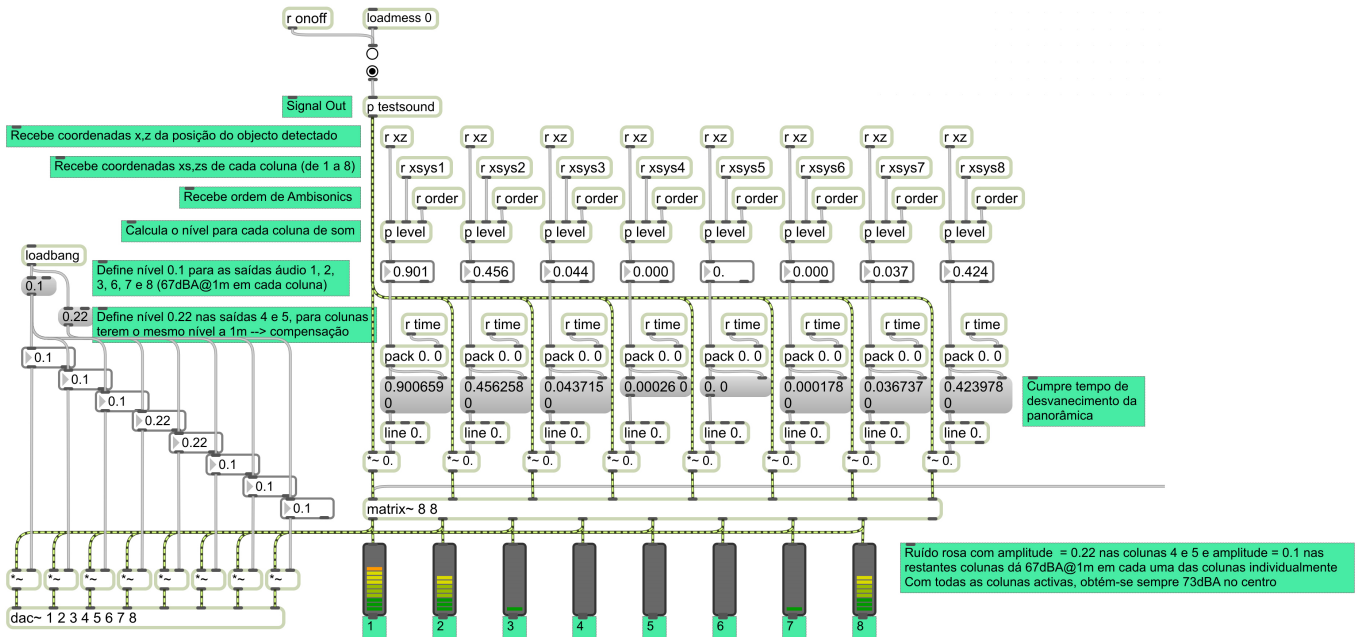 r onoff
loadmess 0
Signal Out
p testsound
Recebe coordenadas x,z da posição do objecto detectado
r xz r xz r xz r xz r xz r xz r xz r xz
Recebe coordenadas xs,zs de cada coluna (de 1 a 8)
r xsys1 r xsys2 r xsys3 r xsys4 r xsys5 r xsys6 r xsys7 r xsys8
Recebe ordem de Ambisonics
r order r order r order r order r order r order r order r order
Calcula o nível para cada coluna de som
p level p level p level p level p level p level p level p level
loadbang
0.1
Define nível 0.1 para as saídas áudio 1, 2,
3, 6, 7 e 8 (67dBA@1m em cada coluna)
0.901 0.456 0.044 0.000 0. 0.000 0.037 0.424
0.22
Define nível 0.22 nas saídas 4 e 5, para colunas
terem o mesmo nível a 1m --> compensação
r time r time r time r time r time r time r time r time
0.1
pack 0. 0 pack 0. 0 pack 0. 0 pack 0. 0 pack 0. 0 pack 0. 0 pack 0. 0 pack 0. 0
0.1
0.900659 0.456258 0.043715 0.00026 0 0. 0 0.000178 0.036737 0.423978
0 0 0 0 0 0
Cumpre tempo de
desvanecimento da
panorâmica
0.1
0.22
line 0. line 0. line 0. line 0. line 0. line 0. line 0. line 0.
0.22
0.1
*~ 0. *~ 0. *~ 0. *~ 0. *~ 0. *~ 0. *~ 0. *~ 0.
0.1
0.1
matrix~ 8 8
Ruído rosa com amplitude = 0.22 nas colunas 4 e 5 e amplitude = 0.1 nas
restantes colunas dá 67dBA@1m em cada uma das colunas individualmente
Com todas as colunas activas, obtém-se sempre 73dBA no centro
*~ *~ *~ *~ *~ *~ *~ *~
dac~ 1 2 3 4 5 6 7 8
1 2 3 4 5 6 7 8